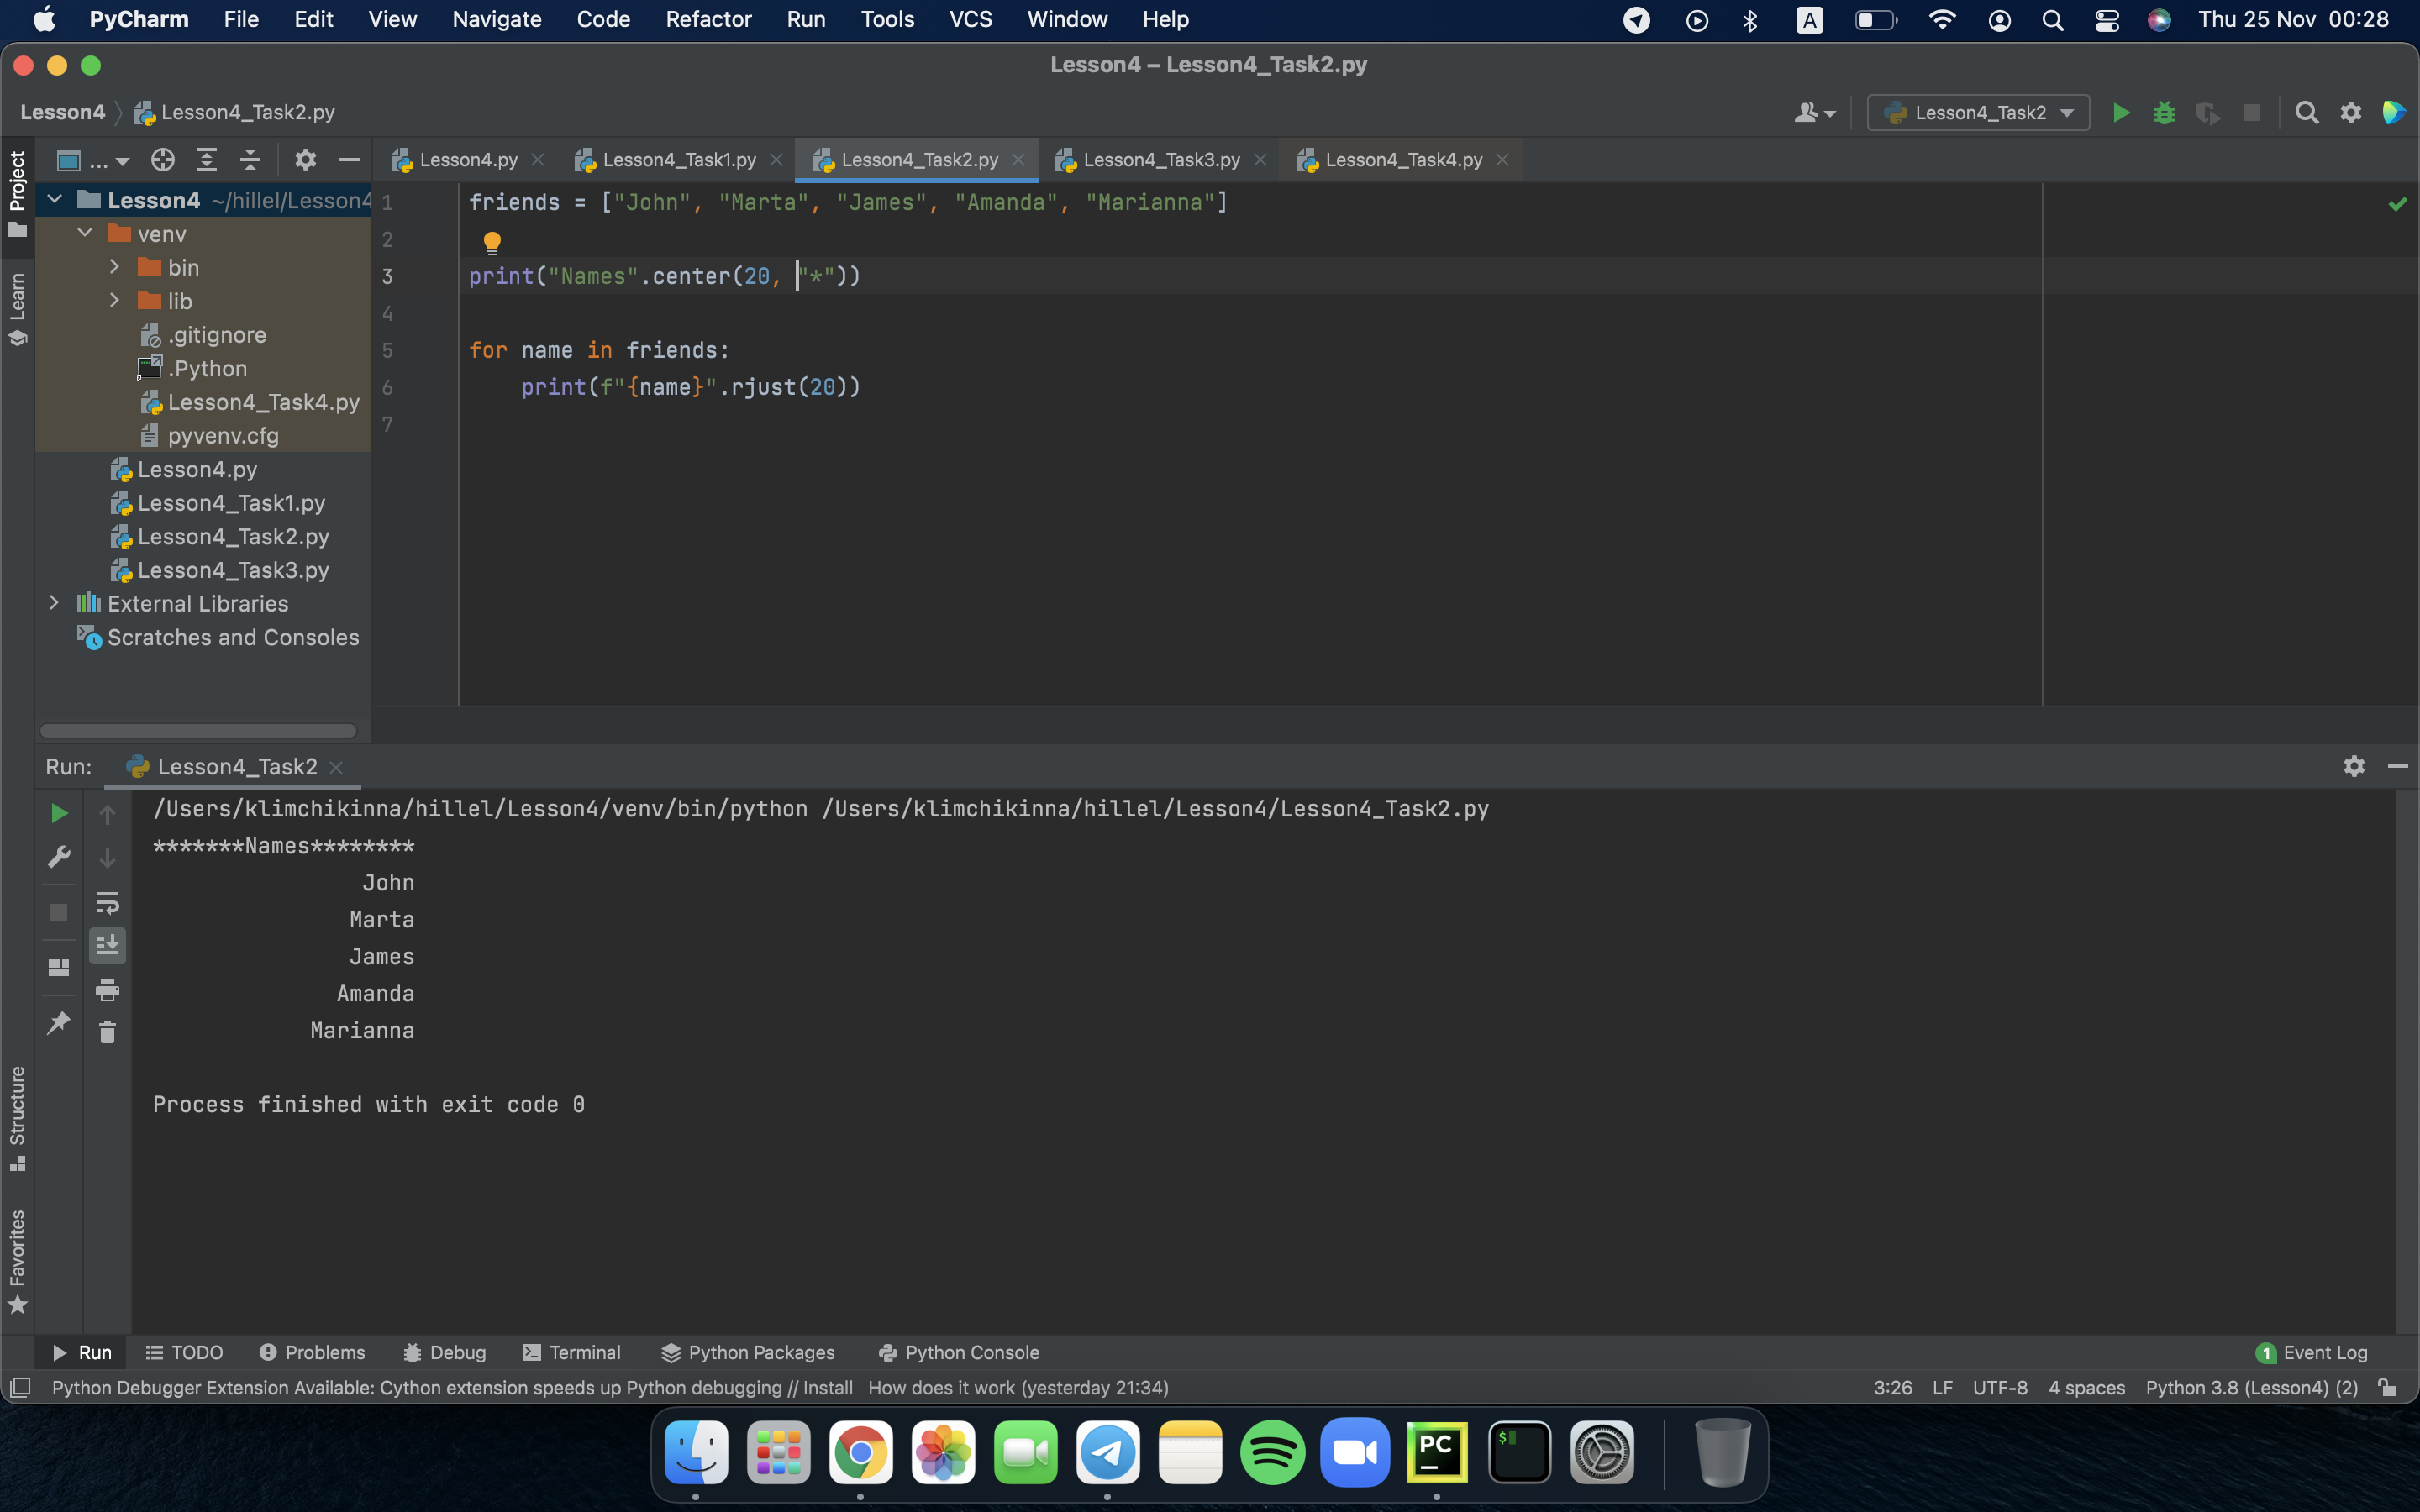 PyCharm File Edit View Navigate Code Refactor Run Tools VCS Window Help A Thu 25 Nov 00:28
Lesson4 – Lesson4_Task2.py
Lesson4 Lesson4_Task2.py Lesson4_Task2
... Lesson4.py Lesson4_Task1.py Lesson4_Task2.py Lesson4_Task3.py Lesson4_Task4.py
Project
Learn
Structure
Favorites
Lesson4 ~/hillel/Lesson4
venv
bin
lib
.gitignore
.Python
Lesson4_Task4.py
pyvenv.cfg
Lesson4.py
Lesson4_Task1.py
Lesson4_Task2.py
Lesson4_Task3.py
External Libraries
Scratches and Consoles
1 friends = ["John", "Marta", "James", "Amanda", "Marianna"]
2
3 print("Names".center(20, "*"))
4
5 for name in friends:
6     print(f"{name}".rjust(20))
7
Run: Lesson4_Task2
/Users/klimchikinna/hillel/Lesson4/venv/bin/python /Users/klimchikinna/hillel/Lesson4/Lesson4_Task2.py
*******Names********
                John
               Marta
               James
              Amanda
            Marianna
Process finished with exit code 0
Run TODO Problems Debug Terminal Python Packages Python Console 1 Event Log
Python Debugger Extension Available: Cython extension speeds up Python debugging // Install How does it work (yesterday 21:34) 3:26 LF UTF-8 4 spaces Python 3.8 (Lesson4) (2)
PC $